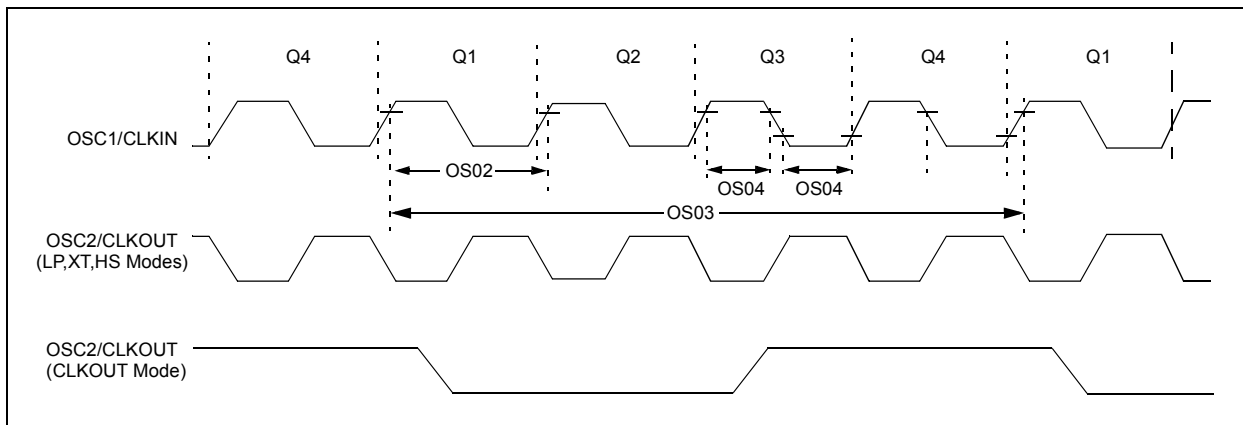 Q4 Q1 Q2 Q3 Q4 Q1
OSC1/CLKIN
OS02
OS04 OS04
OS03
OSC2/CLKOUT
(LP,XT,HS Modes)
OSC2/CLKOUT
(CLKOUT Mode)